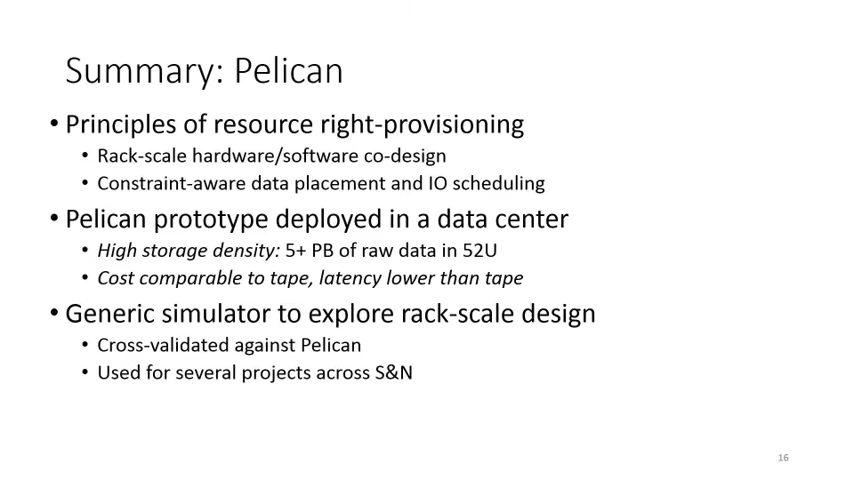 Summary: Pelican
• Principles of resource right-provisioning
• Rack-scale hardware/software co-design
• Constraint-aware data placement and IO scheduling
• Pelican prototype deployed in a data center
• High storage density: 5+ PB of raw data in 52U
• Cost comparable to tape, latency lower than tape
• Generic simulator to explore rack-scale design
• Cross-validated against Pelican
• Used for several projects across S&N
16